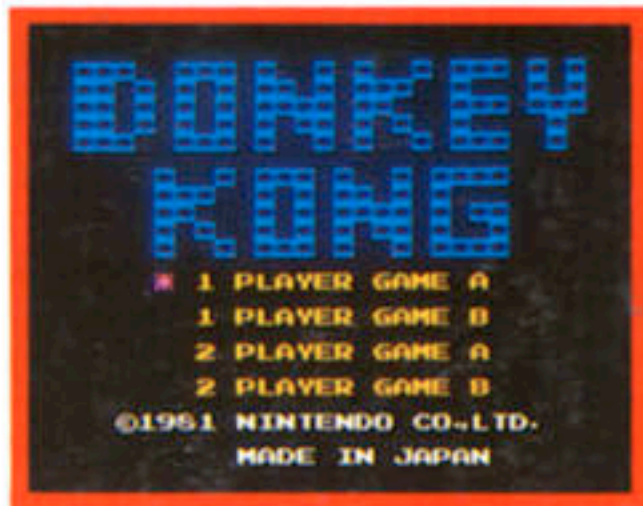 DONKEY
KONG
1 PLAYER GAME A
1 PLAYER GAME B
2 PLAYER GAME A
2 PLAYER GAME B
©1981 NINTENDO CO.,LTD.
MADE IN JAPAN